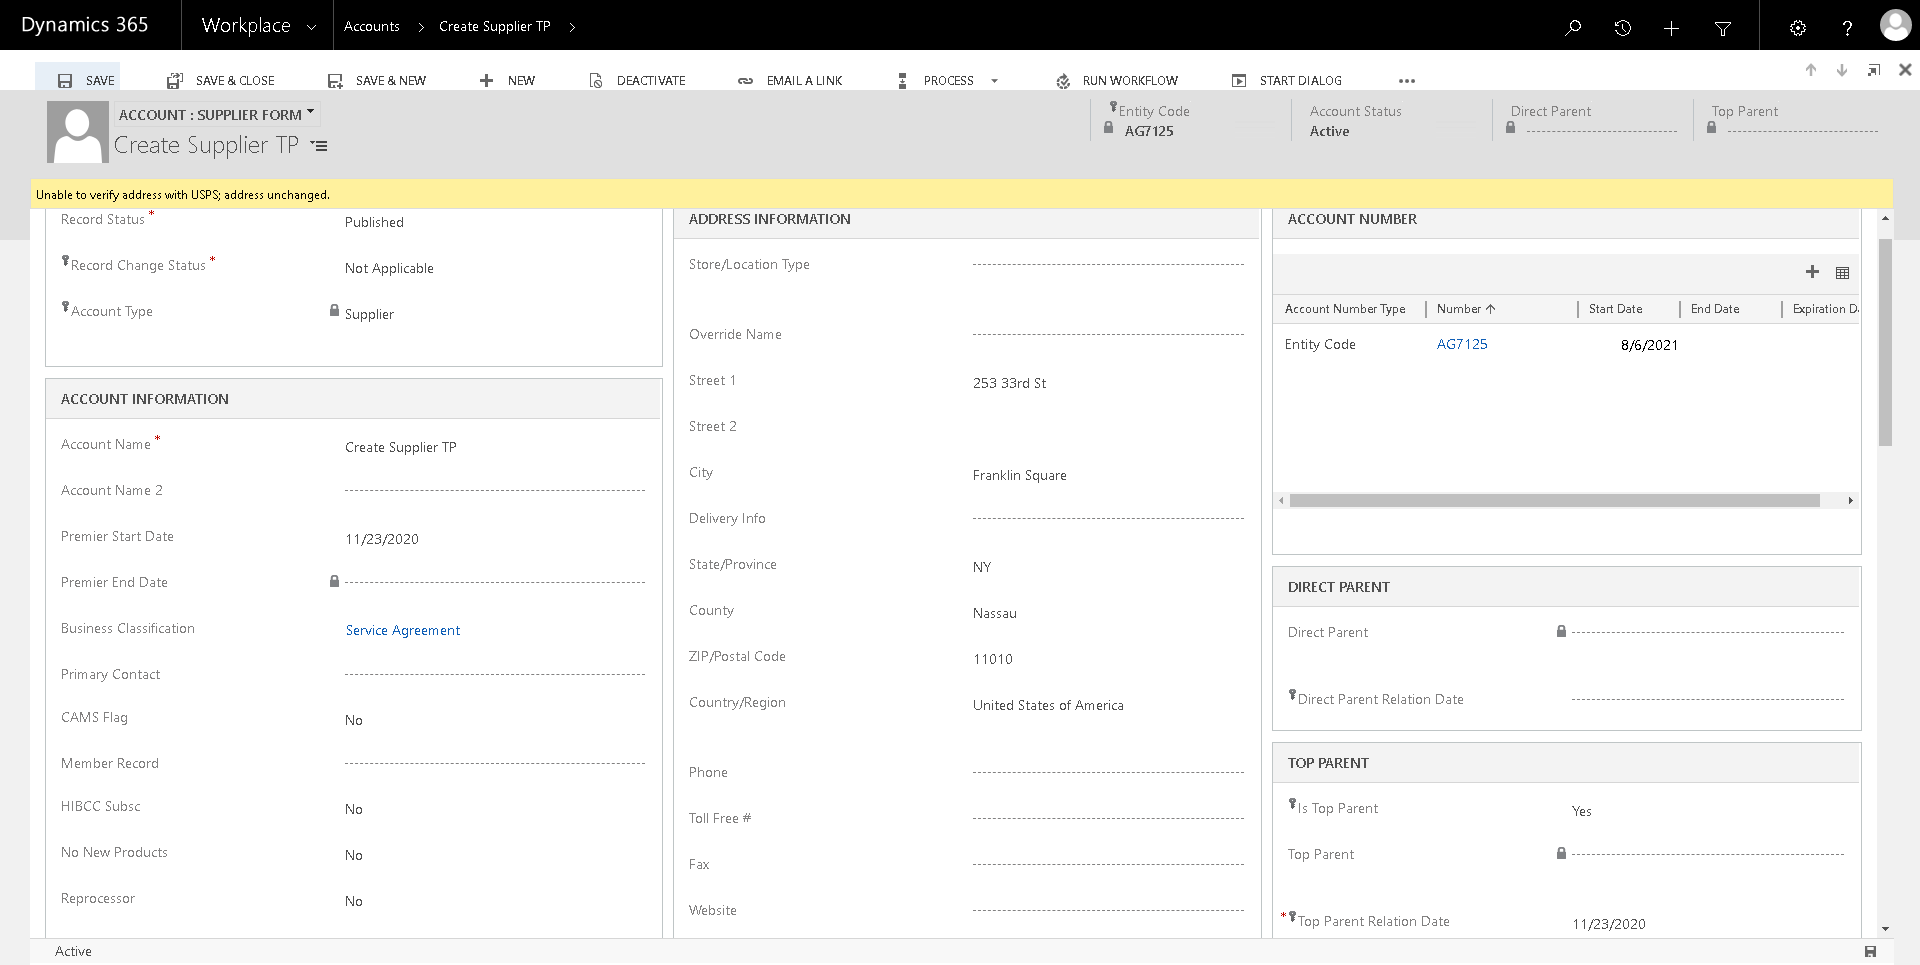 Dynamics 365
Workplace
Accounts
Create Supplier TP
SAVE
SAVE & CLOSE
SAVE & NEW
NEW
DEACTIVATE
EMAIL A LINK
PROCESS
RUN WORKFLOW
START DIALOG
ACCOUNT : SUPPLIER FORM
Create Supplier TP
Entity Code
AG7125
Account Status
Active
Direct Parent
Top Parent
Unable to verify address with USPS; address unchanged.
Record Status *
Published
Record Change Status *
Not Applicable
Account Type
Supplier
ACCOUNT INFORMATION
Account Name *
Create Supplier TP
Account Name 2
Premier Start Date
11/23/2020
Premier End Date
Business Classification
Service Agreement
Primary Contact
CAMS Flag
No
Member Record
HIBCC Subsc
No
No New Products
No
Reprocessor
No
ADDRESS INFORMATION
Store/Location Type
Override Name
Street 1
253 33rd St
Street 2
City
Franklin Square
Delivery Info
State/Province
NY
County
Nassau
ZIP/Postal Code
11010
Country/Region
United States of America
Phone
Toll Free #
Fax
Website
ACCOUNT NUMBER
Account Number Type
Number
Start Date
End Date
Expiration D
Entity Code
AG7125
8/6/2021
DIRECT PARENT
Direct Parent
Direct Parent Relation Date
TOP PARENT
Is Top Parent
Yes
Top Parent
* Top Parent Relation Date
11/23/2020
Active